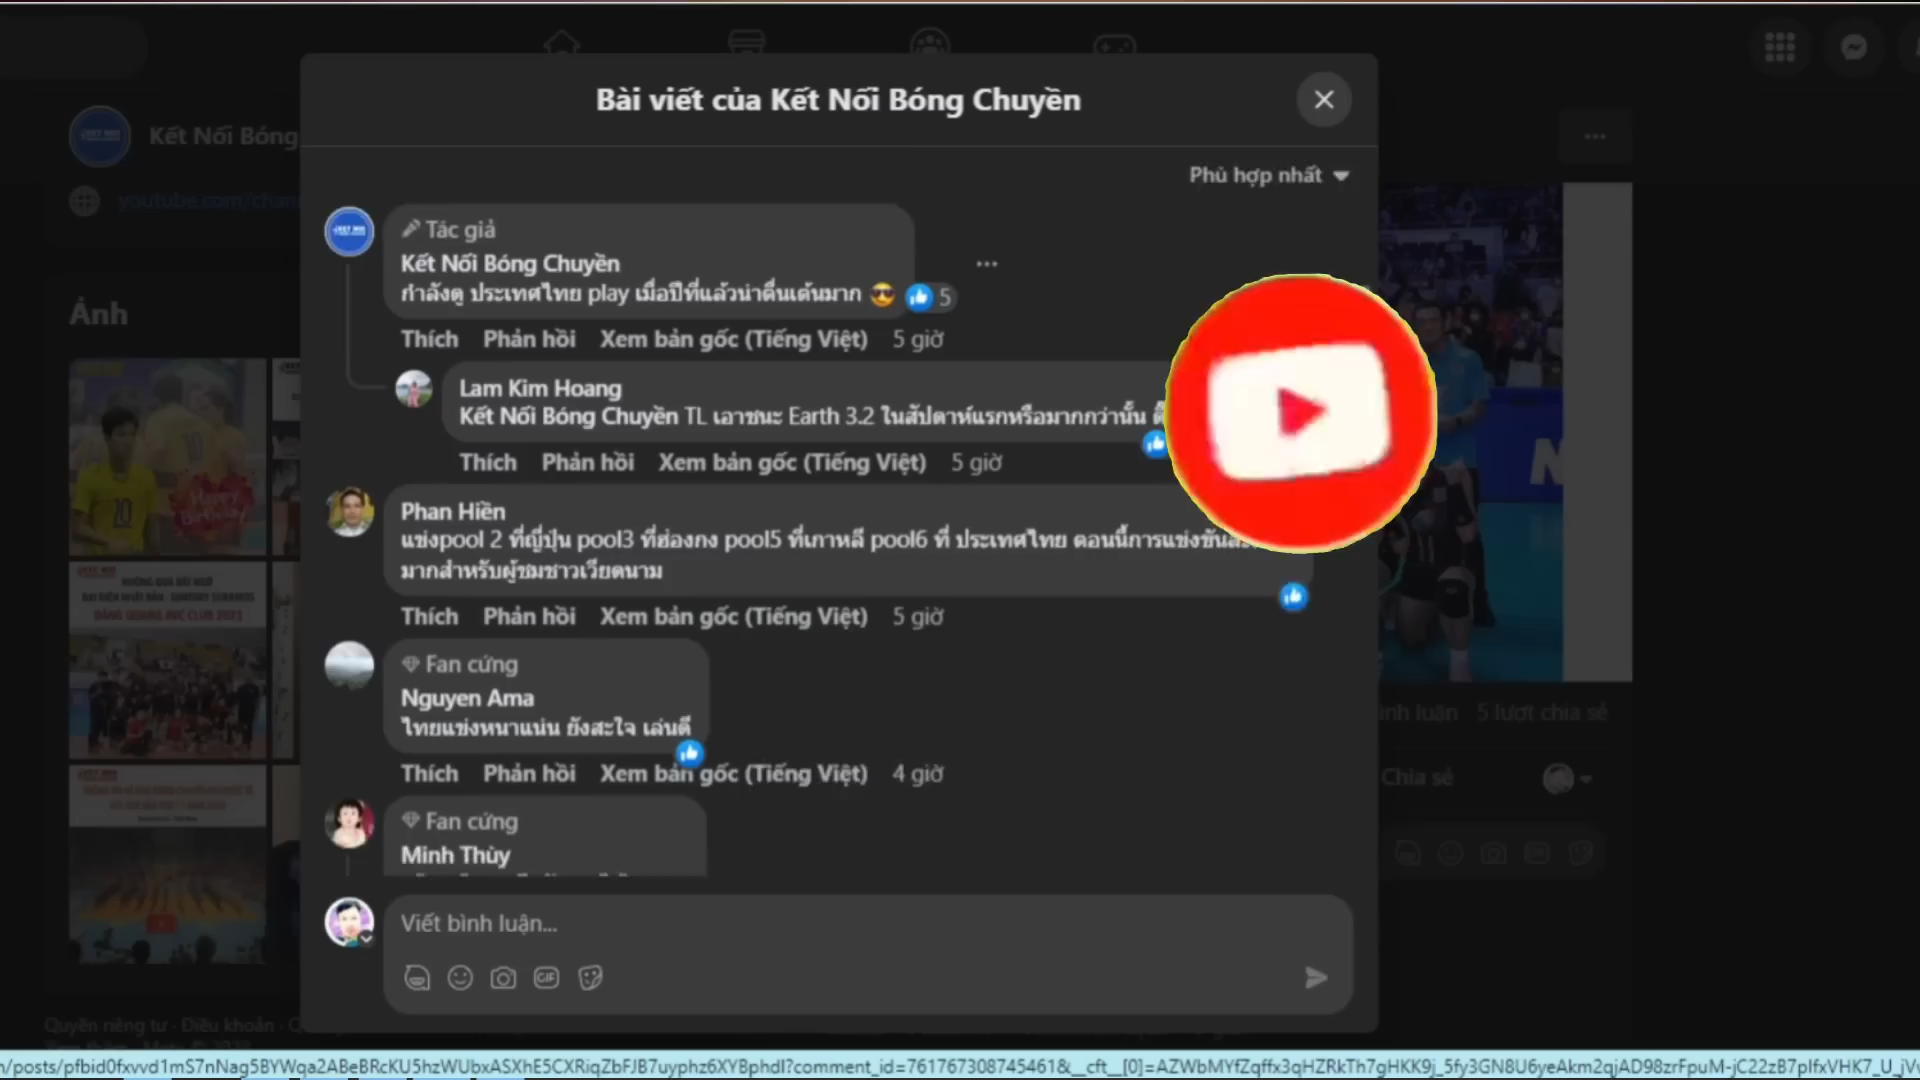 Bài viết của Kết Nối Bóng Chuyền
Kết Nối Bóng
youtube.com/chan
Phù hợp nhất
Ảnh
Tác giả
Kết Nối Bóng Chuyền
กำลังดู ประเทศไทย play เมื่อปีที่แล้วน่าตื่นเต้นมาก 😎 5
Thích Phản hồi Xem bản gốc (Tiếng Việt) 5 giờ
Lam Kim Hoang
Kết Nối Bóng Chuyền TL เอาชนะ Earth 3.2 ในสัปดาห์แรกหรือมากกว่านั้น
Thích Phản hồi Xem bản gốc (Tiếng Việt) 5 giờ
Phan Hiền
แข่งpool 2 ที่ญี่ปุ่น pool3 ที่ฮ่องกง pool5 ที่เกาหลี pool6 ที่ ประเทศไทย ตอนนี้การแข่งขัน
มากสำหรับผู้ชมชาวเวียดนาม
Thích Phản hồi Xem bản gốc (Tiếng Việt) 5 giờ
Fan cứng
Nguyen Ama
ไทยแข่งหนาแน่น ยังสะใจ เล่นดี
Thích Phản hồi Xem bản gốc (Tiếng Việt) 4 giờ
Fan cứng
Minh Thùy
Viết bình luận...
GIF
5 lượt chia sẻ
Chia sẻ
Happy Birthday
Quyền riêng tư · Điều khoản ·